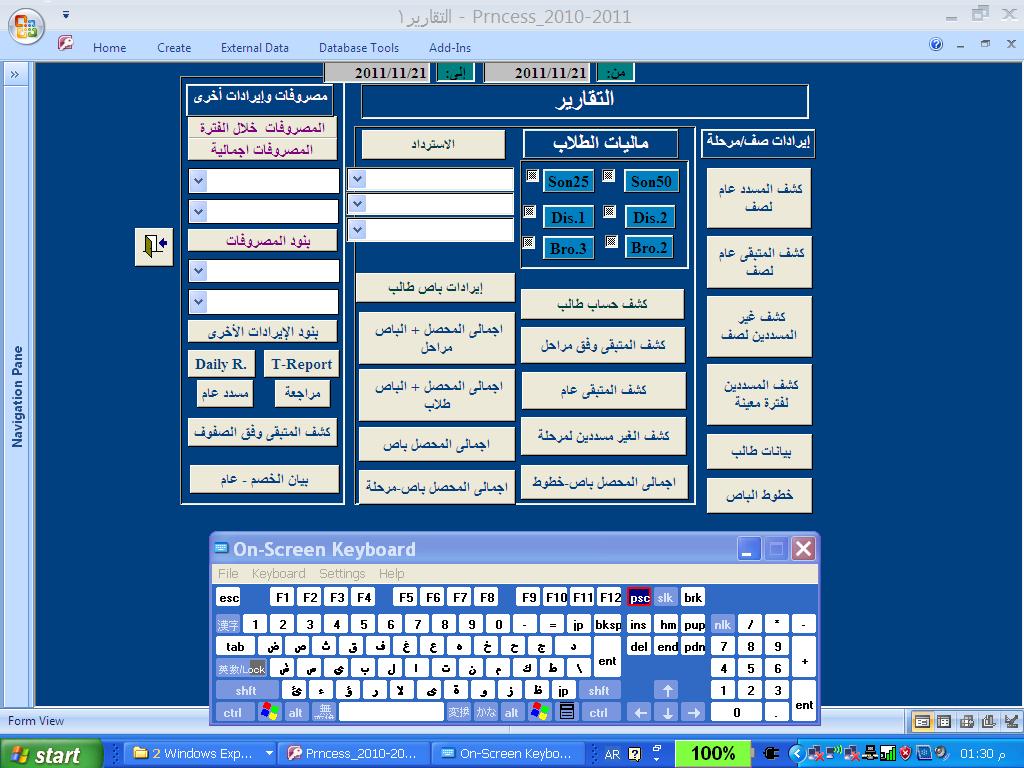 التقارير١ - Prncess_2010-2011
Home Create External Data Database Tools Add-Ins
»
Navigation Pane
من: 2011/11/21 إلى: 2011/11/21
التقارير
إيرادات صف/مرحلة
كشف المسدد عام لصف
كشف المتبقى عام لصف
كشف غير المسددين لصف
كشف المسددين لفترة معينة
بيانات طالب
خطوط الباص
ماليات الطلاب
Son25 Son50
Dis.1 Dis.2
Bro.3 Bro.2
كشف حساب طالب
كشف المتبقى وفق مراحل
كشف المتبقى عام
كشف الغير مسددين لمرحلة
اجمالى المحصل باص-خطوط
الاسترداد
إيرادات باص طالب
اجمالى المحصل + الباص مراحل
اجمالى المحصل + الباص طلاب
اجمالى المحصل باص
اجمالى المحصل باص-مرحلة
مصروفات وإيرادات أخرى
المصروفات خلال الفترة
المصروفات اجمالية
بنود المصروفات
بنود الإيرادات الأخرى
Daily R. T-Report
مسدد عام مراجعة
كشف المتبقى وفق الصفوف
بيان الخصم - عام
On-Screen Keyboard
File Keyboard Settings Help
esc F1 F2 F3 F4 F5 F6 F7 F8 F9 F10 F11 F12 psc slk brk
漢字 1 2 3 4 5 6 7 8 9 0 - = jp bksp ins hm pup nlk / * -
tab ض ص ث ق ف غ ع ه خ ح ج د ent del end pdn 7 8 9 +
英数/Lock ش س ي ب ل ا ت ن م ك ط \ 4 5 6
shft ئ ء ؤ ر لا ى ة و ز ظ jp shft ↑ 1 2 3 ent
ctrl alt 無変換 変換 かな alt ctrl ← ↓ → 0 .
Form View
start 2 Windows Exp... Prncess_2010-20... On-Screen Keybo... AR 100% 01:30 م